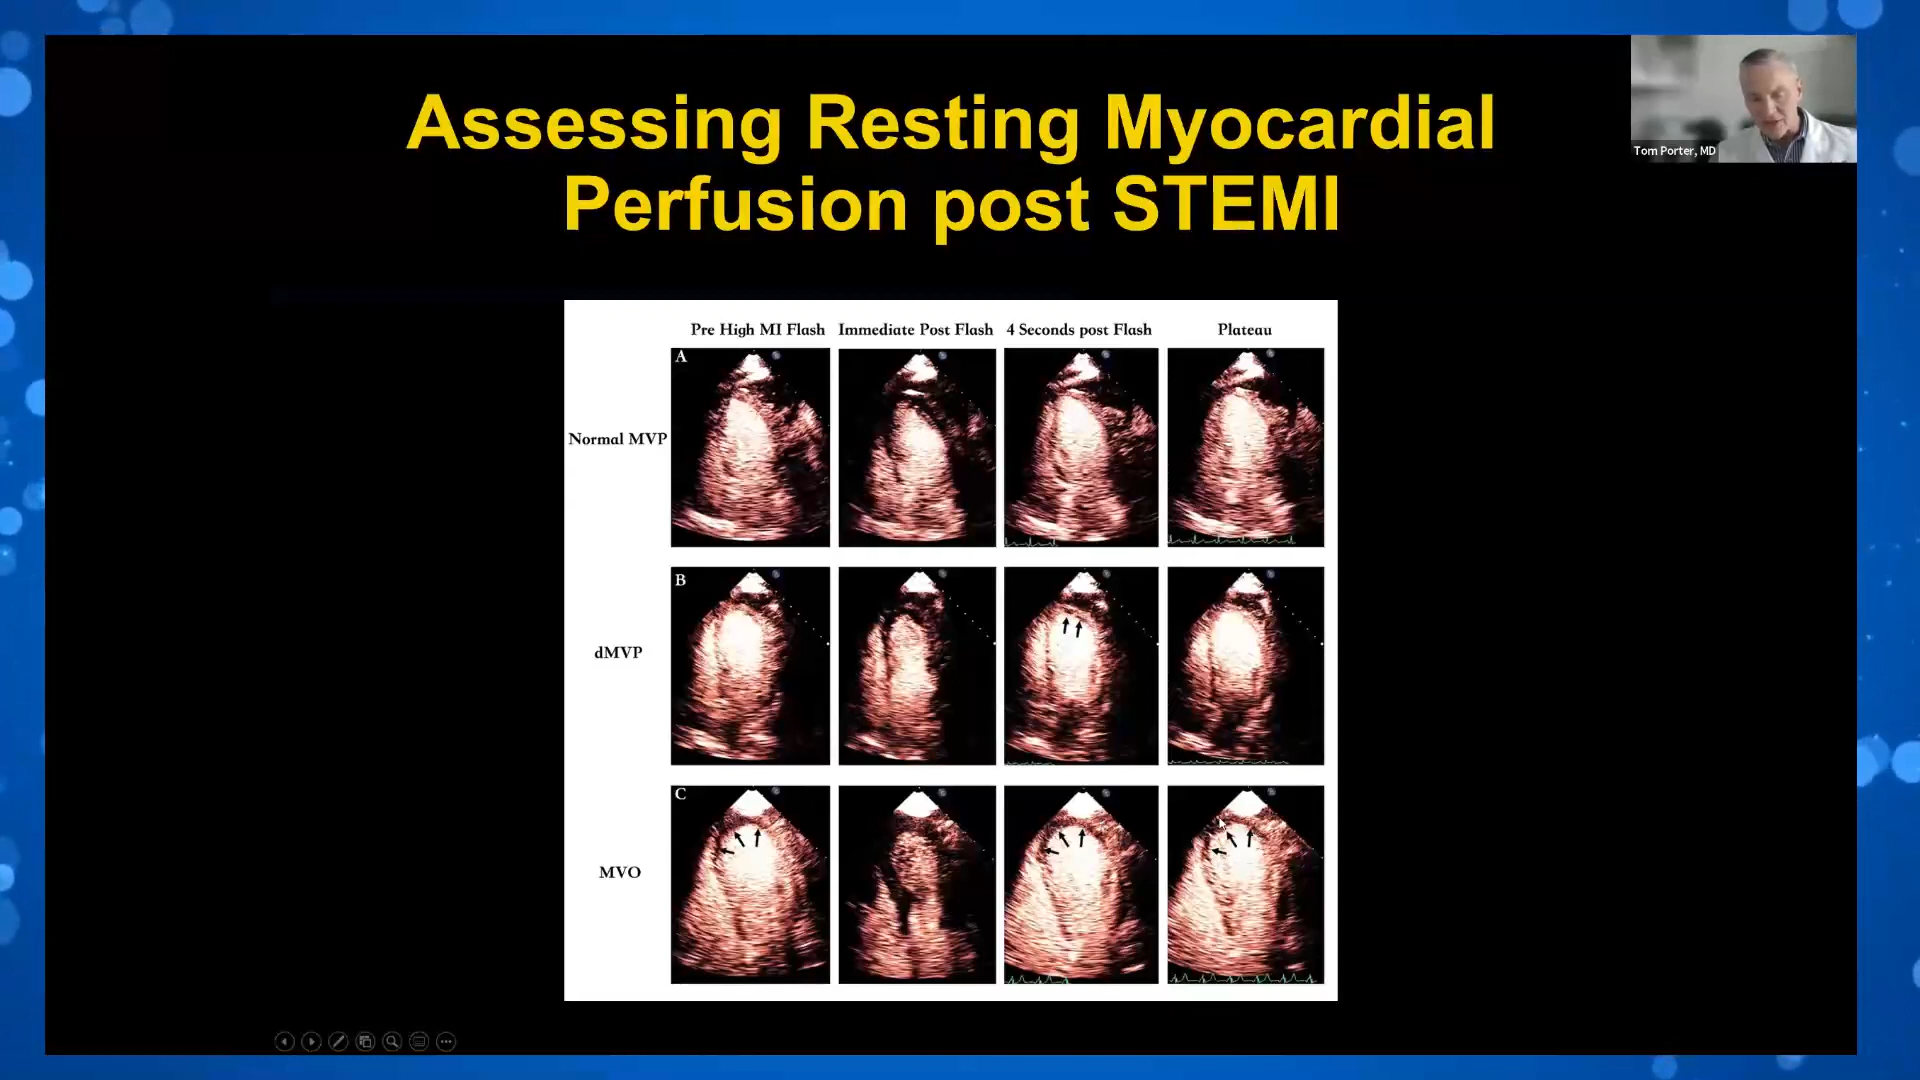 Assessing Resting Myocardial
Perfusion post STEMI
Tom Porter, MD
Pre High MI Flash Immediate Post Flash 4 Seconds post Flash Plateau
A
Normal MVP
B
dMVP
C
MVO